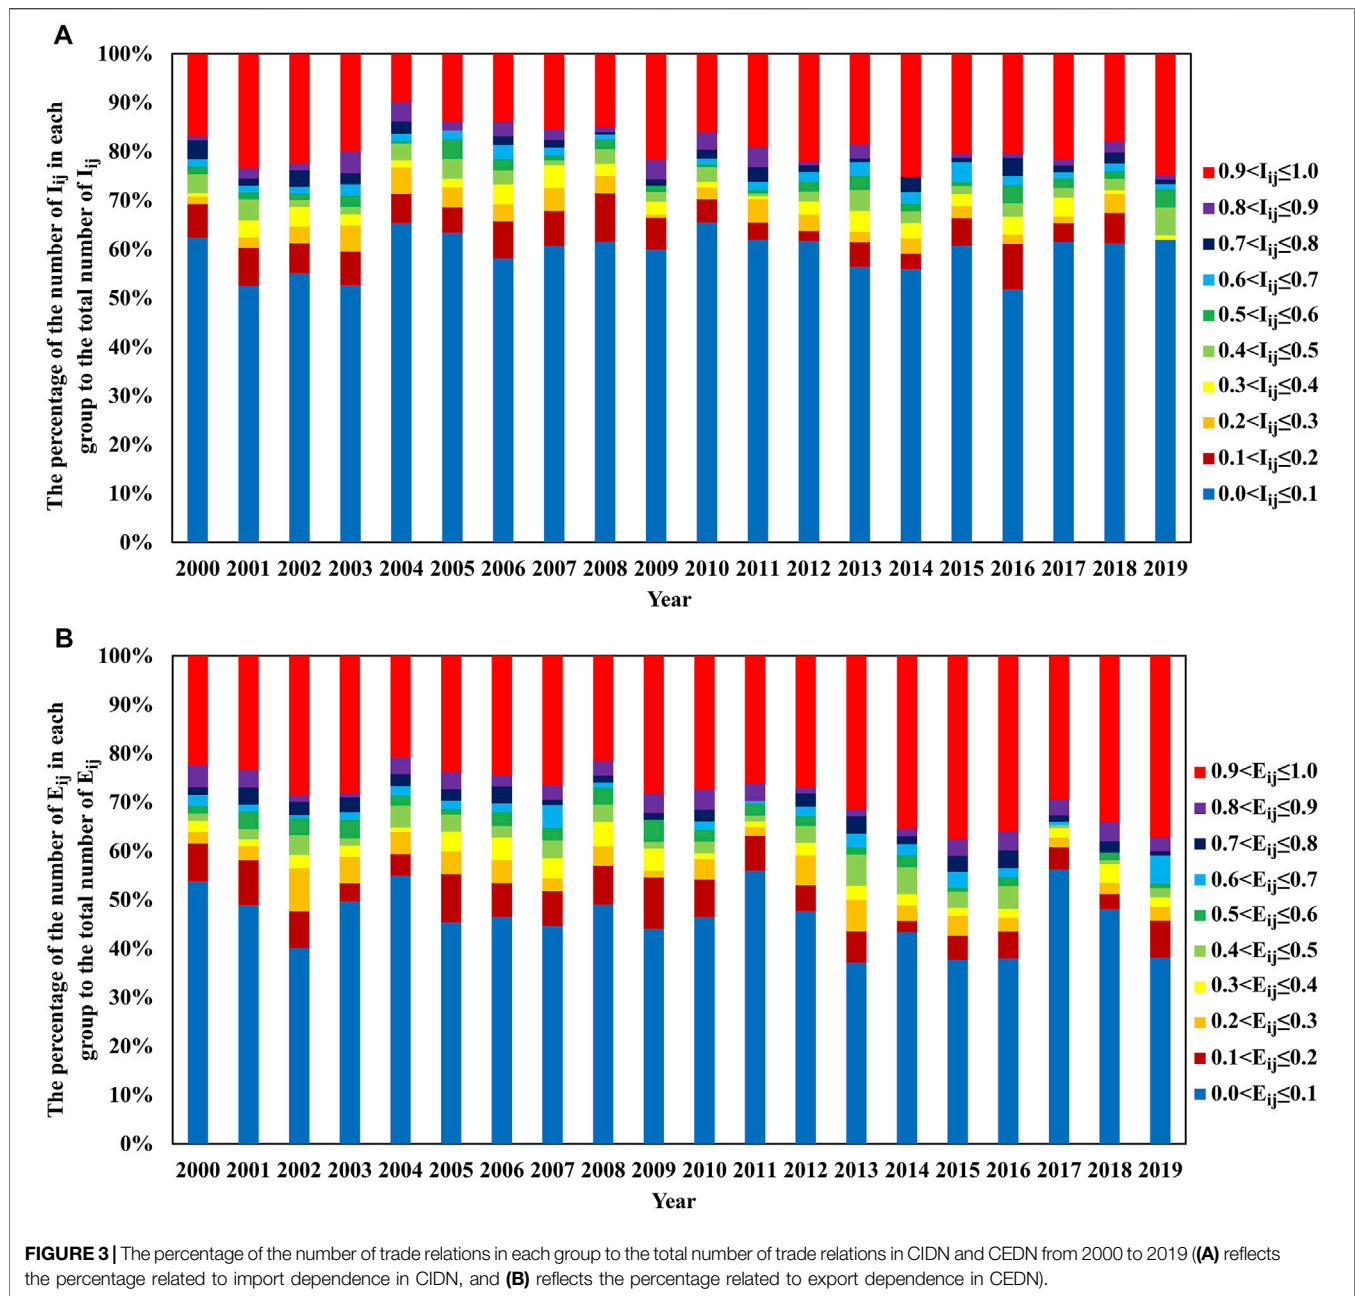 A
The percentage of the number of Iij in each
group to the total number of Iij
100%
90%
80%
70%
60%
50%
40%
30%
20%
10%
0%
2000 2001 2002 2003 2004 2005 2006 2007 2008 2009 2010 2011 2012 2013 2014 2015 2016 2017 2018 2019
Year
0.9<Iij≤1.0
0.8<Iij≤0.9
0.7<Iij≤0.8
0.6<Iij≤0.7
0.5<Iij≤0.6
0.4<Iij≤0.5
0.3<Iij≤0.4
0.2<Iij≤0.3
0.1<Iij≤0.2
0.0<Iij≤0.1
B
The percentage of the number of Eij in each
group to the total number of Eij
100%
90%
80%
70%
60%
50%
40%
30%
20%
10%
0%
2000 2001 2002 2003 2004 2005 2006 2007 2008 2009 2010 2011 2012 2013 2014 2015 2016 2017 2018 2019
Year
0.9<Eij≤1.0
0.8<Eij≤0.9
0.7<Eij≤0.8
0.6<Eij≤0.7
0.5<Eij≤0.6
0.4<Eij≤0.5
0.3<Eij≤0.4
0.2<Eij≤0.3
0.1<Eij≤0.2
0.0<Eij≤0.1
FIGURE 3 | The percentage of the number of trade relations in each group to the total number of trade relations in CIDN and CEDN from 2000 to 2019 ((A) reflects
the percentage related to import dependence in CIDN, and (B) reflects the percentage related to export dependence in CEDN).